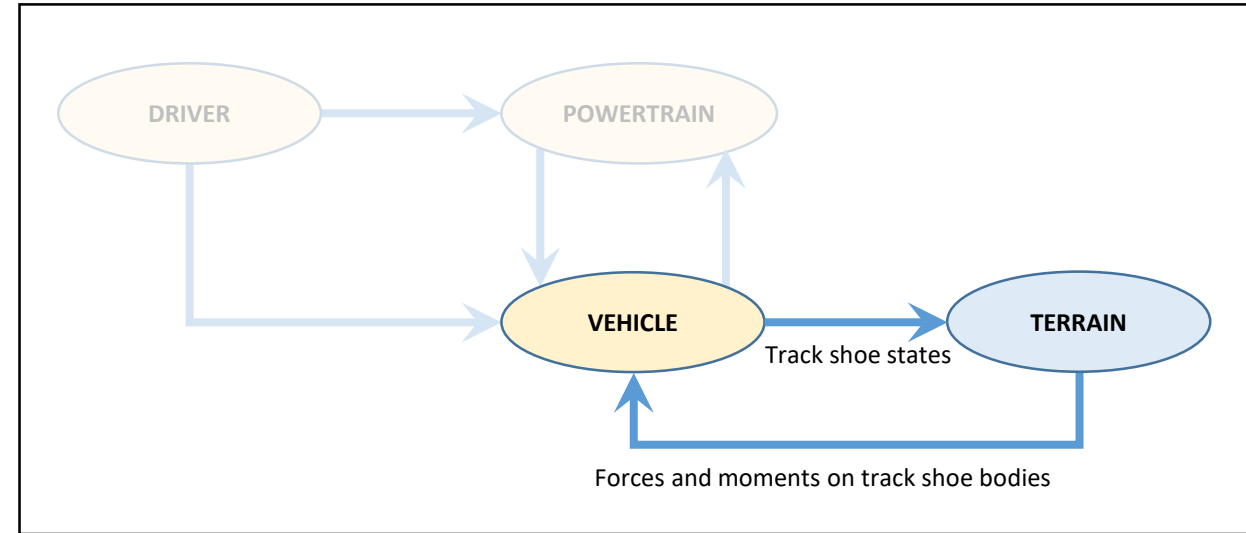 DRIVER
POWERTRAIN
VEHICLE
TERRAIN
Track shoe states
Forces and moments on track shoe bodies